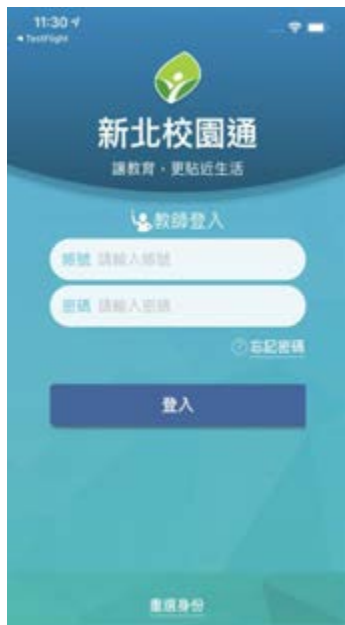 11:30
◀ TestFlight
新北校園通
讓教育，更貼近生活
教師登入
帳號 請輸入帳號
密碼 請輸入密碼
忘記密碼
登入
重選身份